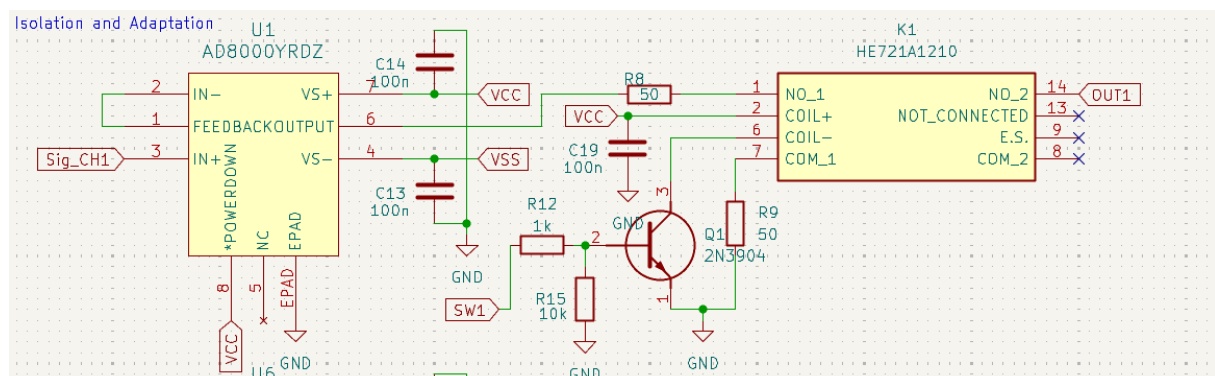 Isolation and Adaptation
U1
AD8000YRDZ
2 IN-
1 FEEDBACK
3 IN+
VS+ 7
OUTPUT 6
VS- 4
*POWERDOWN
NC
EPAD
8
5
EPAD
VCC
GND
Sig_CH1
C14
100n
VCC
VSS
C13
100n
GND
R8
50
VCC
C19
100n
GND
R12
1k
SW1
R15
10k
GND
2
3
1
Q1
2N3904
GND
R9
50
K1
HE721A1210
1 NO_1
2 COIL+
6 COIL-
7 COM_1
NO_2 14
NOT_CONNECTED 13
E.S. 9
COM_2 8
OUT1
U6